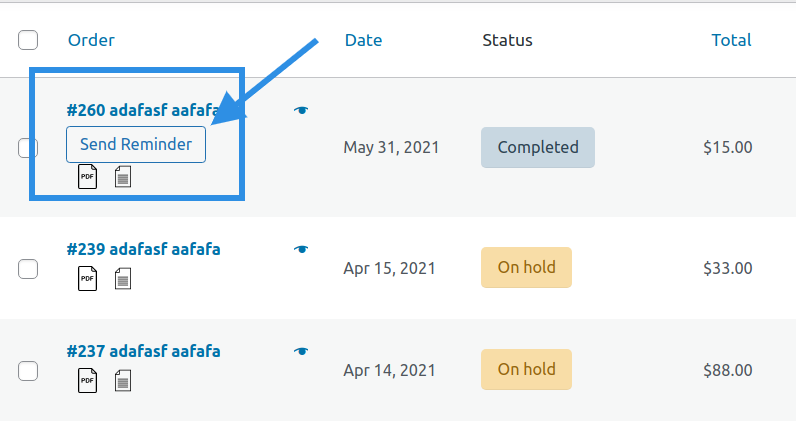 Order Date Status Total
#260 adafasf aafafa
Send Reminder
PDF
May 31, 2021 Completed $15.00
#239 adafasf aafafa
PDF
Apr 15, 2021 On hold $33.00
#237 adafasf aafafa
PDF
Apr 14, 2021 On hold $88.00